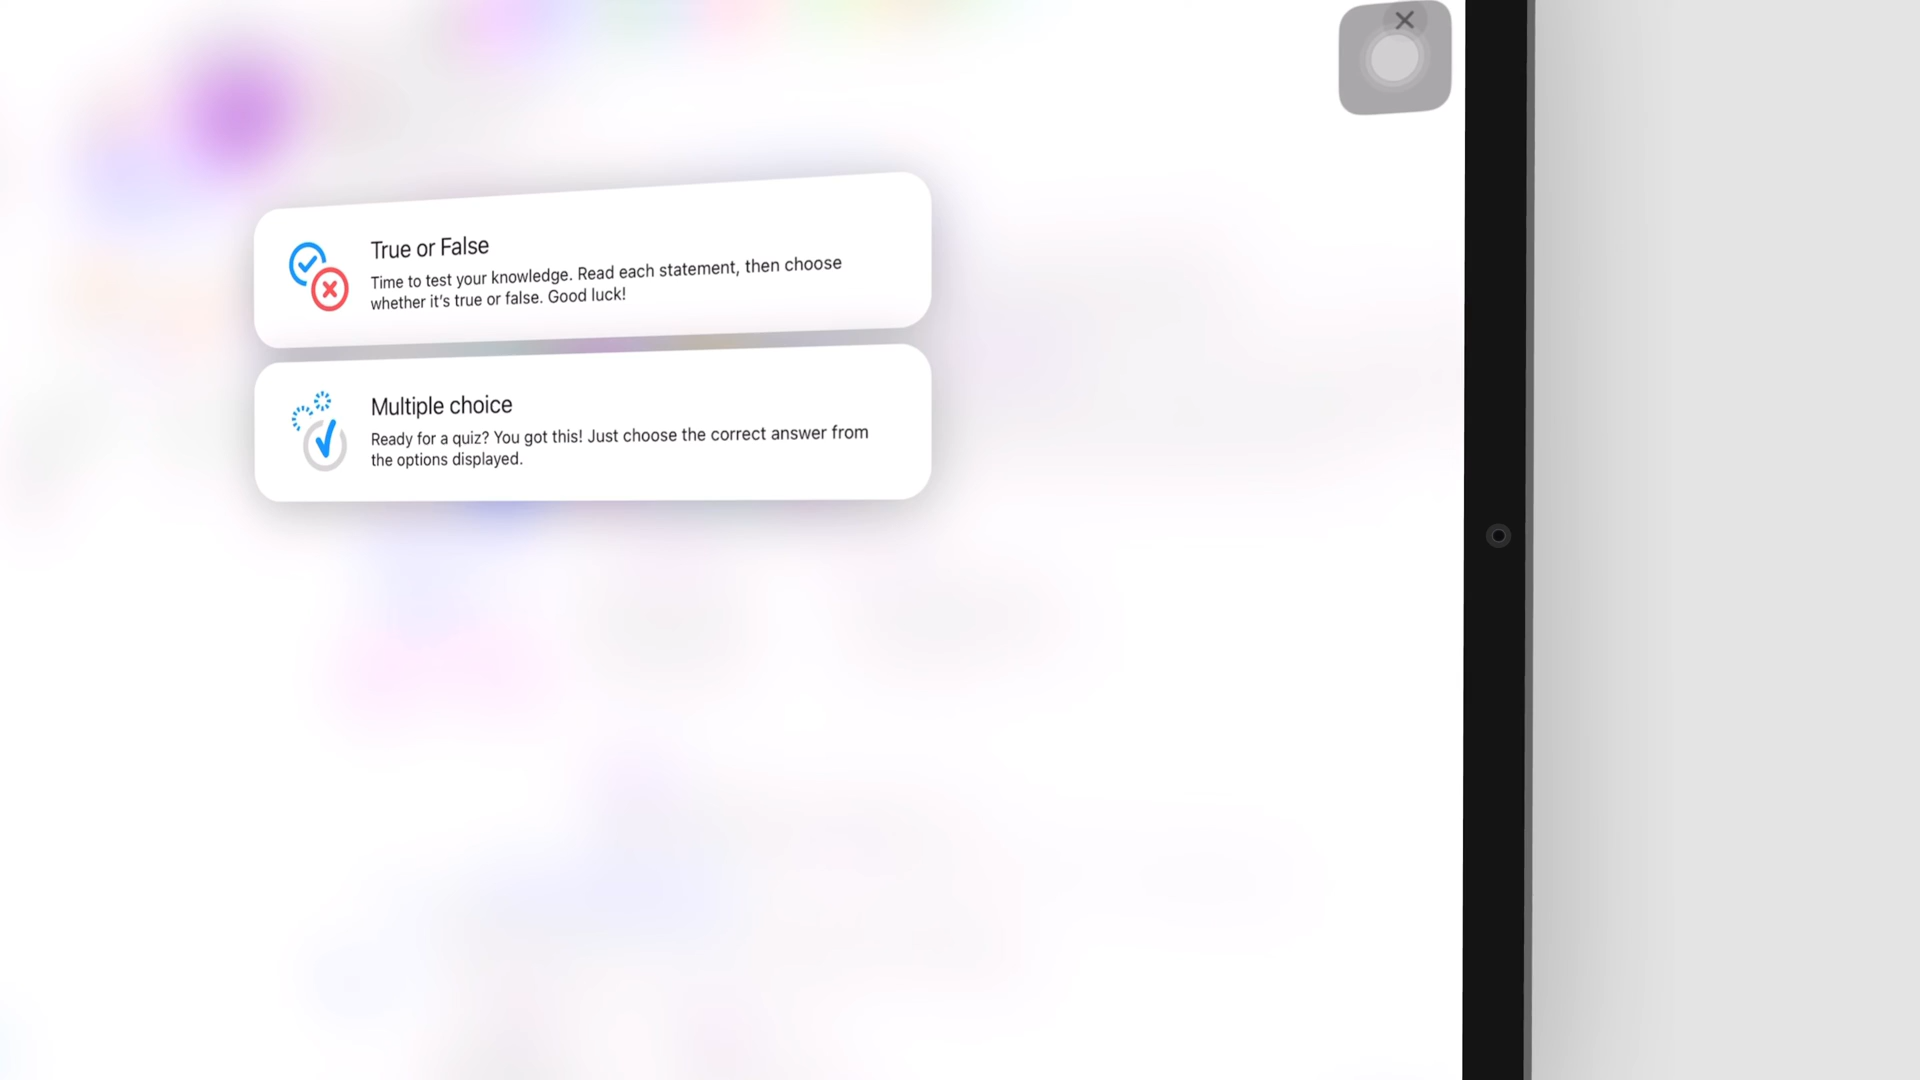 True or False
Time to test your knowledge. Read each statement, then choose
whether it’s true or false. Good luck!
Multiple choice
Ready for a quiz? You got this! Just choose the correct answer from
the options displayed.